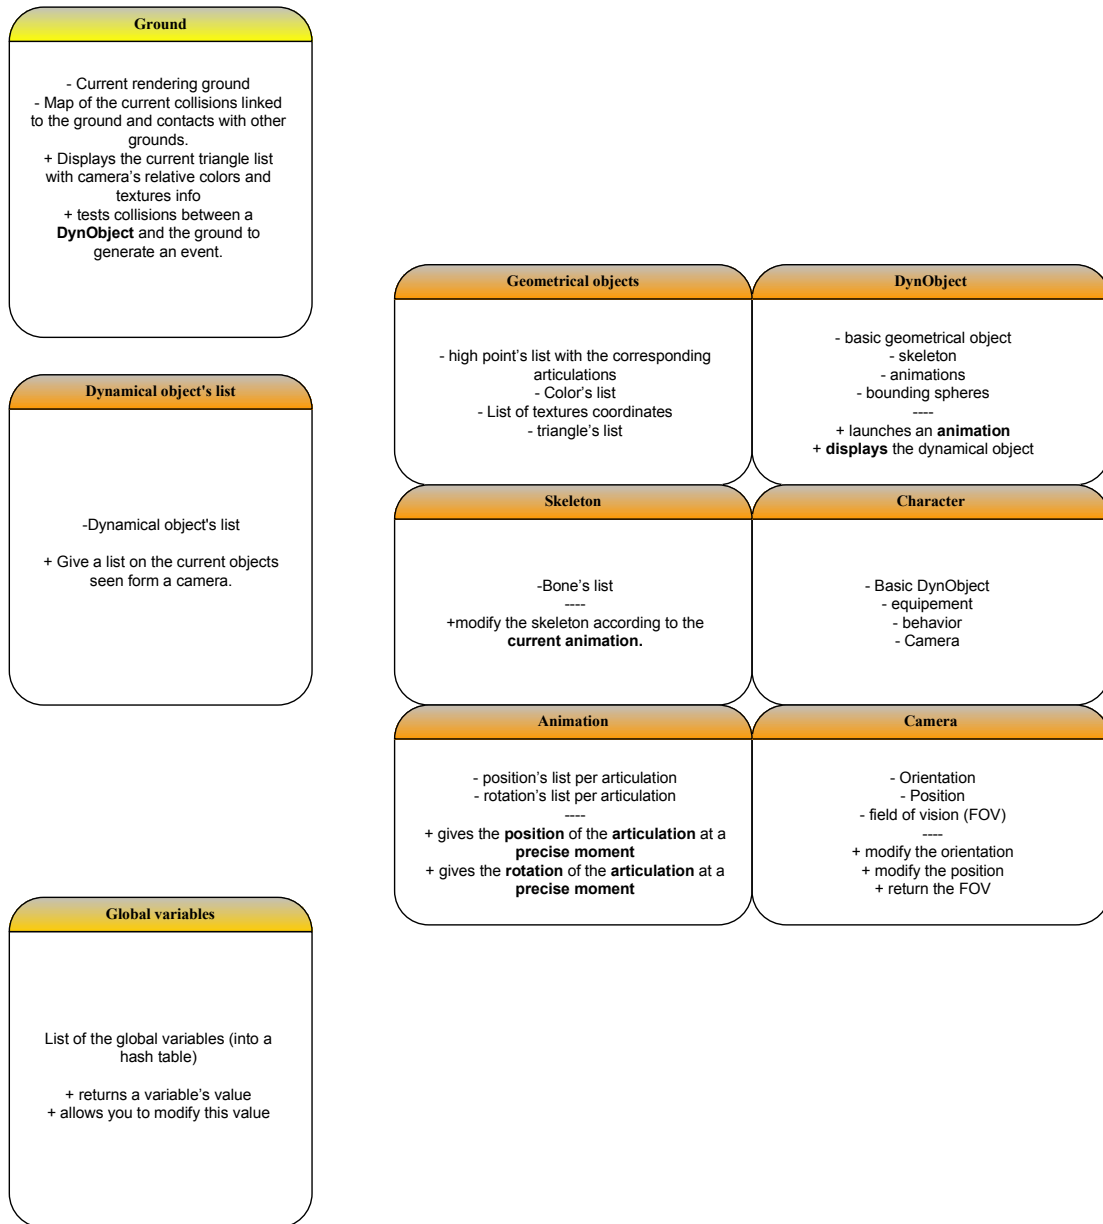 Ground
- Current rendering ground
- Map of the current collisions linked
to the ground and contacts with other
grounds.
+ Displays the current triangle list
with camera's relative colors and
textures info
+ tests collisions between a
DynObject and the ground to
generate an event.
Dynamical object's list
-Dynamical object's list
+ Give a list on the current objects
seen form a camera.
Global variables
List of the global variables (into a
hash table)
+ returns a variable's value
+ allows you to modify this value
Geometrical objects
- high point's list with the corresponding
articulations
- Color's list
- List of textures coordinates
- triangle's list
DynObject
- basic geometrical object
- skeleton
- animations
- bounding spheres
----
+ launches an animation
+ displays the dynamical object
Skeleton
-Bone's list
----
+modify the skeleton according to the
current animation.
Character
- Basic DynObject
- equipement
- behavior
- Camera
Animation
- position's list per articulation
- rotation's list per articulation
----
+ gives the position of the articulation at a
precise moment
+ gives the rotation of the articulation at a
precise moment
Camera
- Orientation
- Position
- field of vision (FOV)
----
+ modify the orientation
+ modify the position
+ return the FOV